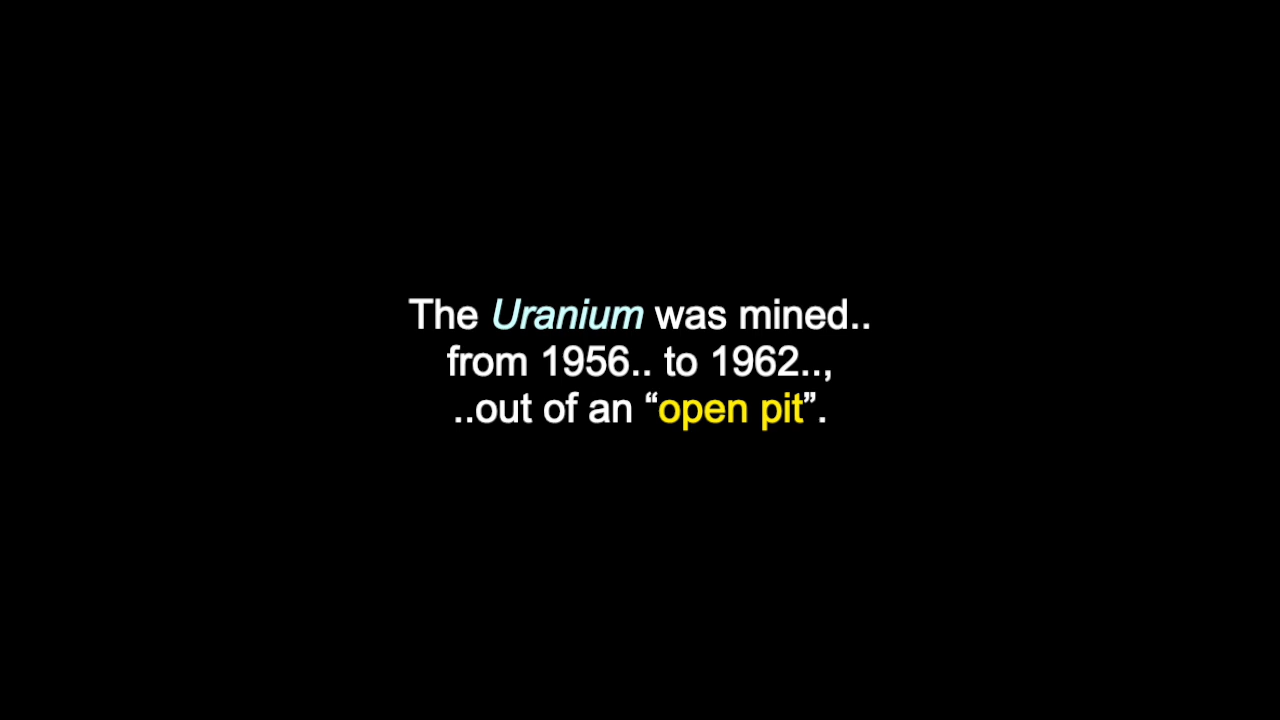 The Uranium was mined..
from 1956.. to 1962..,
..out of an “open pit”.